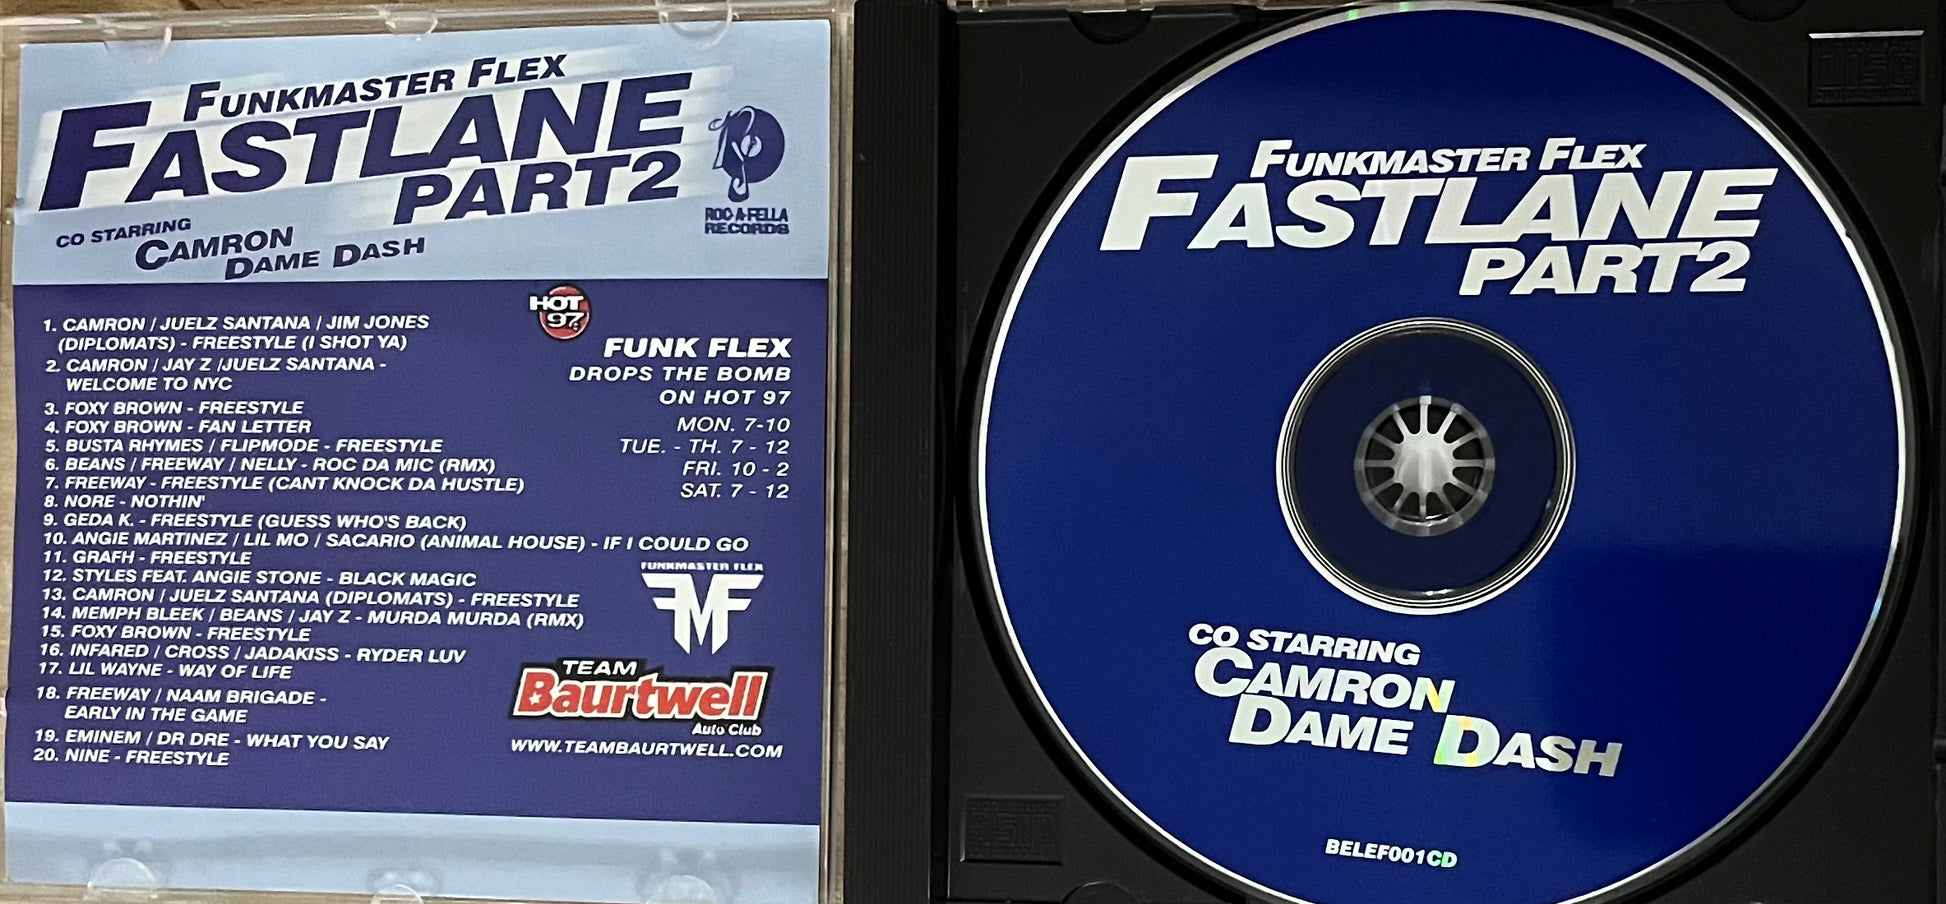 FUNKMASTER FLEX
FASTLANE
PART2
CO STARRING
CAMRON
DAME DASH
ROC-A-FELLA
RECORDS
1. CAMRON / JUELZ SANTANA / JIM JONES
(DIPLOMATS) - FREESTYLE (I SHOT YA)
2. CAMRON / JAY Z /JUELZ SANTANA -
WELCOME TO NYC
3. FOXY BROWN - FREESTYLE
4. FOXY BROWN - FAN LETTER
5. BUSTA RHYMES / FLIPMODE - FREESTYLE
6. BEANS / FREEWAY / NELLY - ROC DA MIC (RMX)
7. FREEWAY - FREESTYLE (CANT KNOCK DA HUSTLE)
8. NORE - NOTHIN'
9. GEDA K. - FREESTYLE (GUESS WHO'S BACK)
10. ANGIE MARTINEZ / LIL MO / SACARIO (ANIMAL HOUSE) - IF I COULD GO
11. GRAFH - FREESTYLE
12. STYLES FEAT. ANGIE STONE - BLACK MAGIC
13. CAMRON / JUELZ SANTANA (DIPLOMATS) - FREESTYLE
14. MEMPH BLEEK / BEANS / JAY Z - MURDA MURDA (RMX)
15. FOXY BROWN - FREESTYLE
16. INFARED / CROSS / JADAKISS - RYDER LUV
17. LIL WAYNE - WAY OF LIFE
18. FREEWAY / NAAM BRIGADE -
EARLY IN THE GAME
19. EMINEM / DR DRE - WHAT YOU SAY
20. NINE - FREESTYLE
HOT
97
FUNK FLEX
DROPS THE BOMB
ON HOT 97
MON. 7-10
TUE. - TH. 7 - 12
FRI. 10 - 2
SAT. 7 - 12
FUNKMASTER FLEX
FMF
TEAM
Baurtwell
Auto Club
WWW.TEAMBAURTWELL.COM
FUNKMASTER FLEX
FASTLANE
PART2
CO STARRING
CAMRON
DAME DASH
BELEF001CD